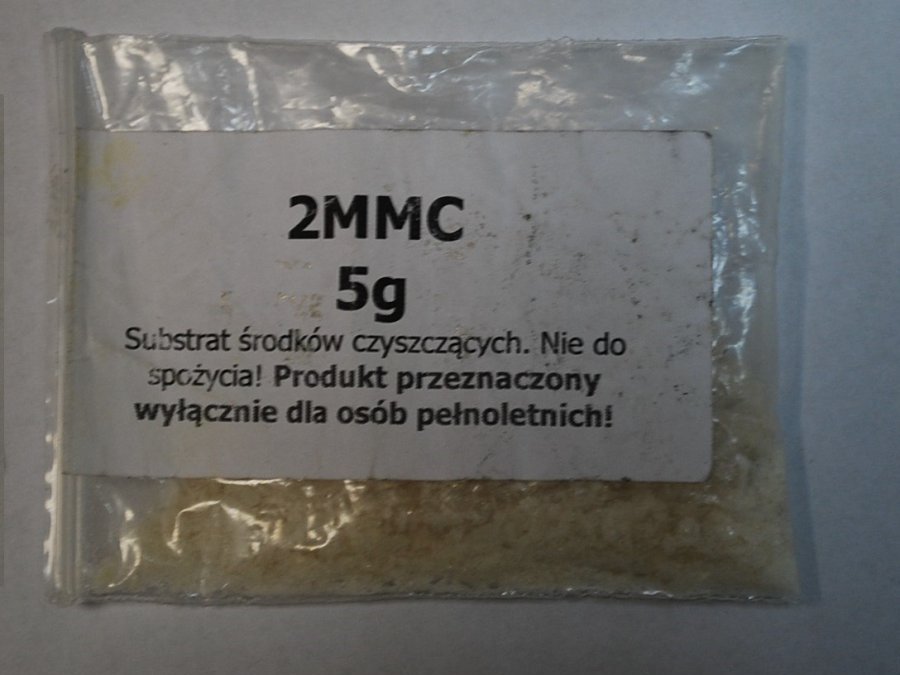 2MMC
5g
Substrat środków czyszczących. Nie do
spożycia! Produkt przeznaczony
wyłącznie dla osób pełnoletnich!